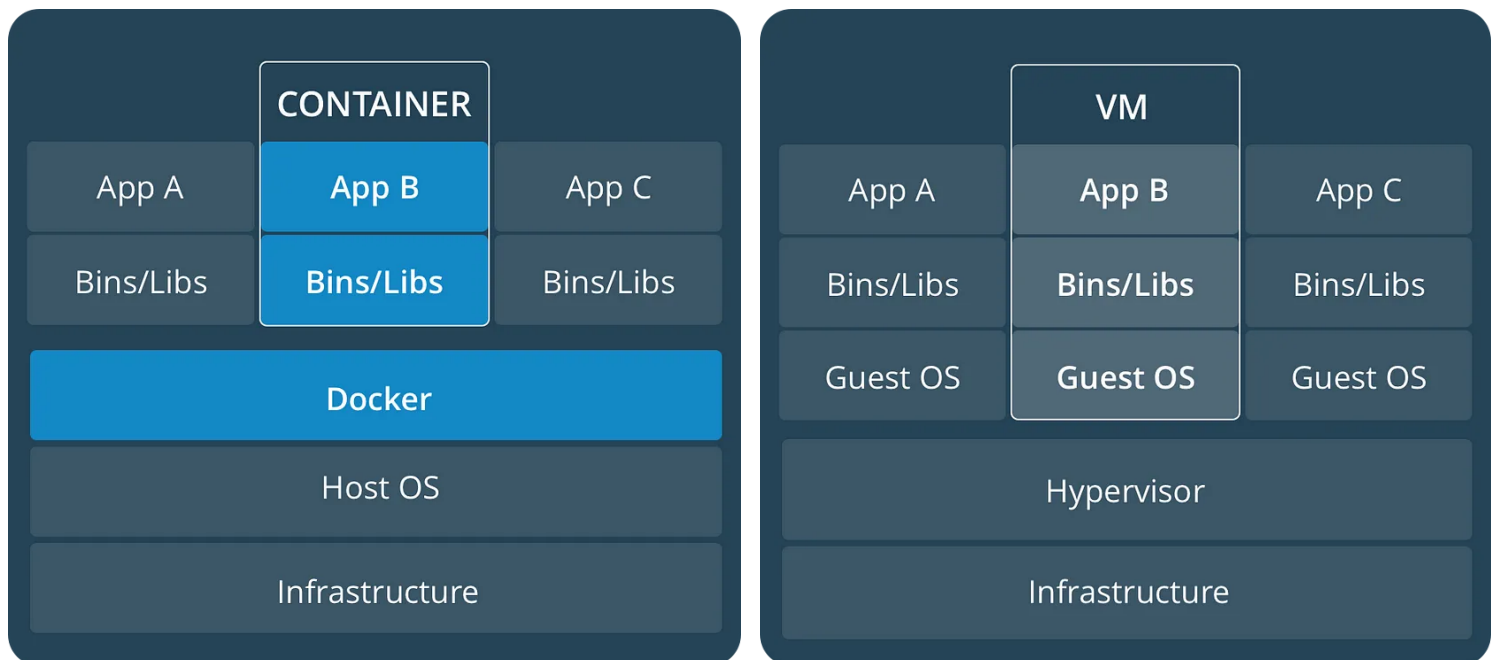 CONTAINER
App A
App B
App C
Bins/Libs
Bins/Libs
Bins/Libs
Docker
Host OS
Infrastructure
VM
App A
App B
App C
Bins/Libs
Bins/Libs
Bins/Libs
Guest OS
Guest OS
Guest OS
Hypervisor
Infrastructure